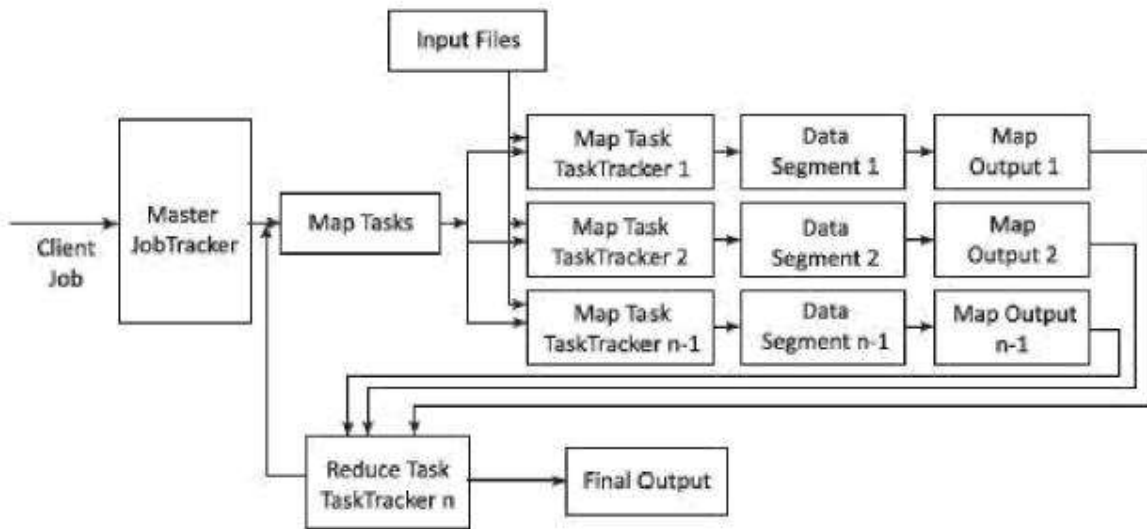 Input Files
Client
Job
Master
JobTracker
Map Tasks
Map Task
TaskTracker 1
Data
Segment 1
Map
Output 1
Map Task
TaskTracker 2
Data
Segment 2
Map
Output 2
Map Task
TaskTracker n-1
Data
Segment n-1
Map Output
n-1
Reduce Task
TaskTracker n
Final Output